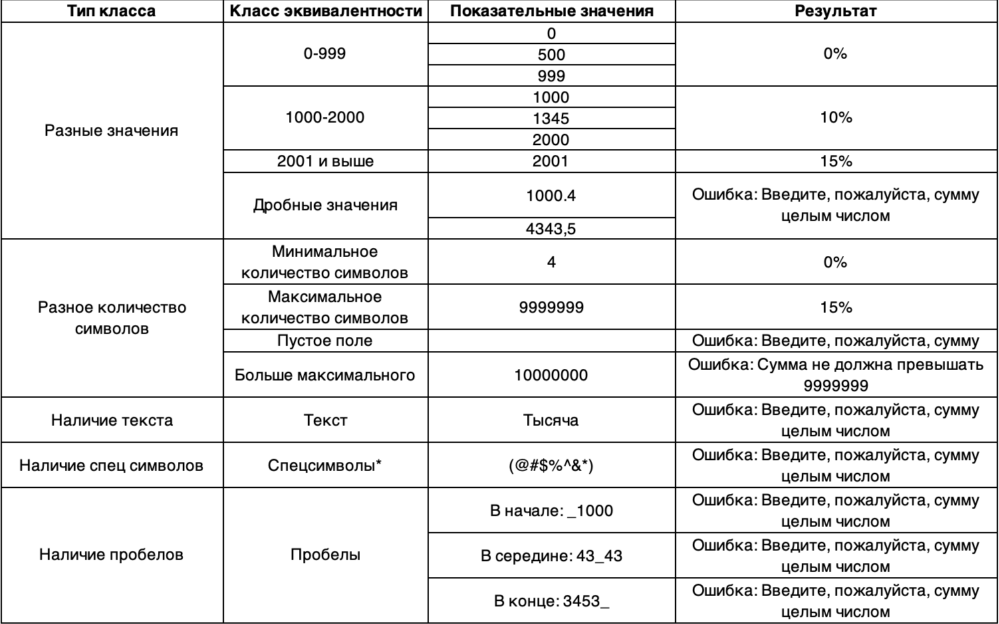 Тип класса
Класс эквивалентности
Показательные значения
Результат
Разные значения
0-999
0
500
999
0%
1000-2000
1000
1345
2000
10%
2001 и выше
2001
15%
Дробные значения
1000.4
4343,5
Ошибка: Введите, пожалуйста, сумму
целым числом
Разное количество
символов
Минимальное
количество символов
4
0%
Максимальное
количество символов
9999999
15%
Пустое поле
Ошибка: Введите, пожалуйста, сумму
Больше максимального
10000000
Ошибка: Сумма не должна превышать
9999999
Наличие текста
Текст
Тысяча
Ошибка: Введите, пожалуйста, сумму
целым числом
Наличие спец символов
Спецсимволы*
(@#$%^&*)
Ошибка: Введите, пожалуйста, сумму
целым числом
Наличие пробелов
Пробелы
В начале: _1000
Ошибка: Введите, пожалуйста, сумму
целым числом
В середине: 43_43
Ошибка: Введите, пожалуйста, сумму
целым числом
В конце: 3453_
Ошибка: Введите, пожалуйста, сумму
целым числом